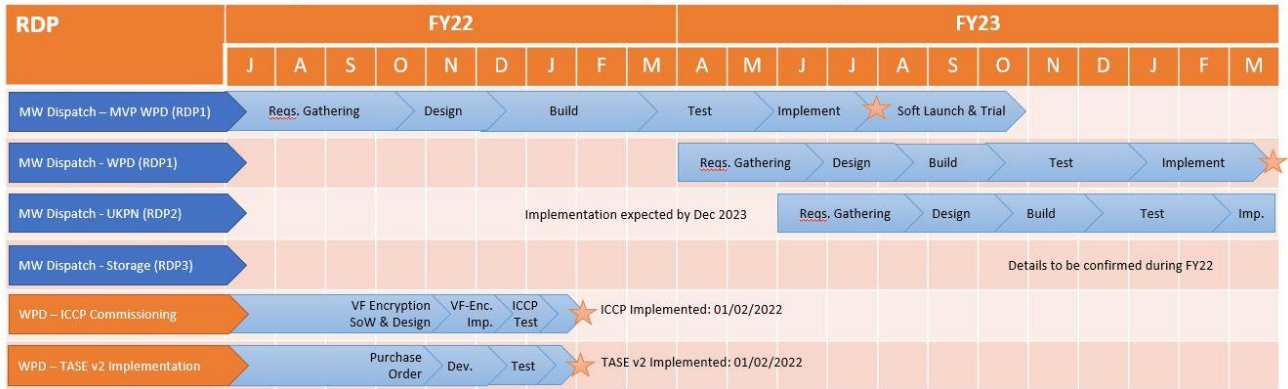 RDP
FY22
FY23
J A S O N D J F M A M J J A S O N D J F M
MW Dispatch – MVP WPD (RDP1)
Reqs. Gathering
Design
Build
Test
Implement
Soft Launch & Trial
MW Dispatch - WPD (RDP1)
Reqs. Gathering
Design
Build
Test
Implement
MW Dispatch - UKPN (RDP2)
Implementation expected by Dec 2023
Reqs. Gathering
Design
Build
Test
Imp.
MW Dispatch - Storage (RDP3)
Details to be confirmed during FY22
WPD – ICCP Commissioning
VF Encryption
SoW & Design
VF-Enc.
Imp.
ICCP
Test
ICCP Implemented: 01/02/2022
WPD – TASE v2 Implementation
Purchase
Order
Dev.
Test
TASE v2 Implemented: 01/02/2022